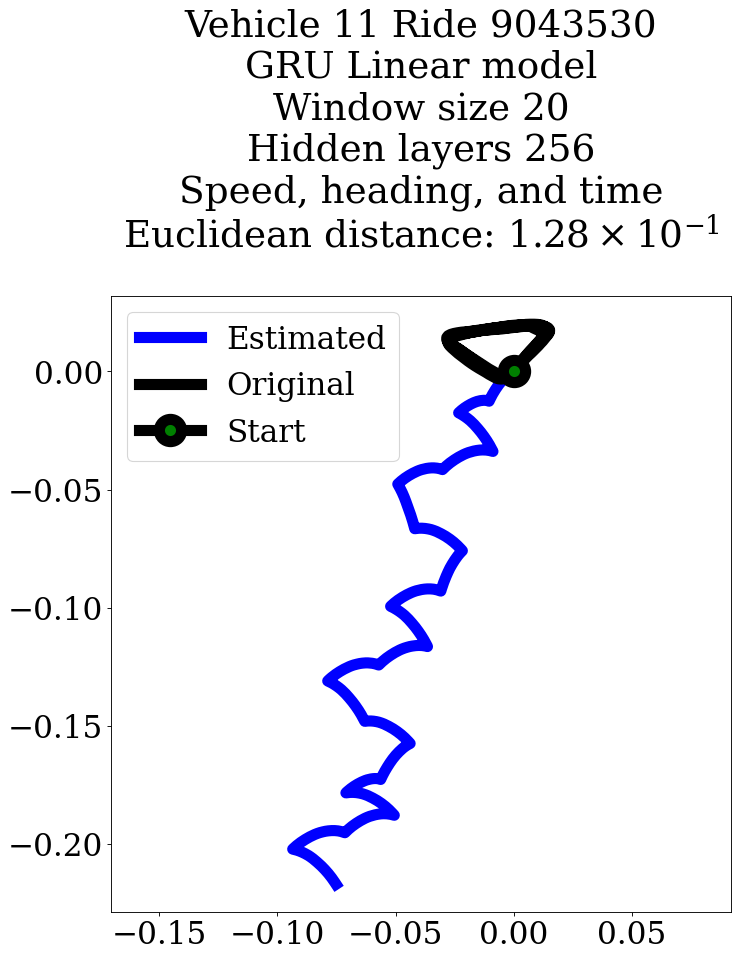 Vehicle 11 Ride 9043530
GRU Linear model
Window size 20
Hidden layers 256
Speed, heading, and time
Euclidean distance: 1.28 × 10⁻¹
Estimated
Original
Start
0.00
−0.05
−0.10
−0.15
−0.20
−0.15 −0.10 −0.05 0.00 0.05